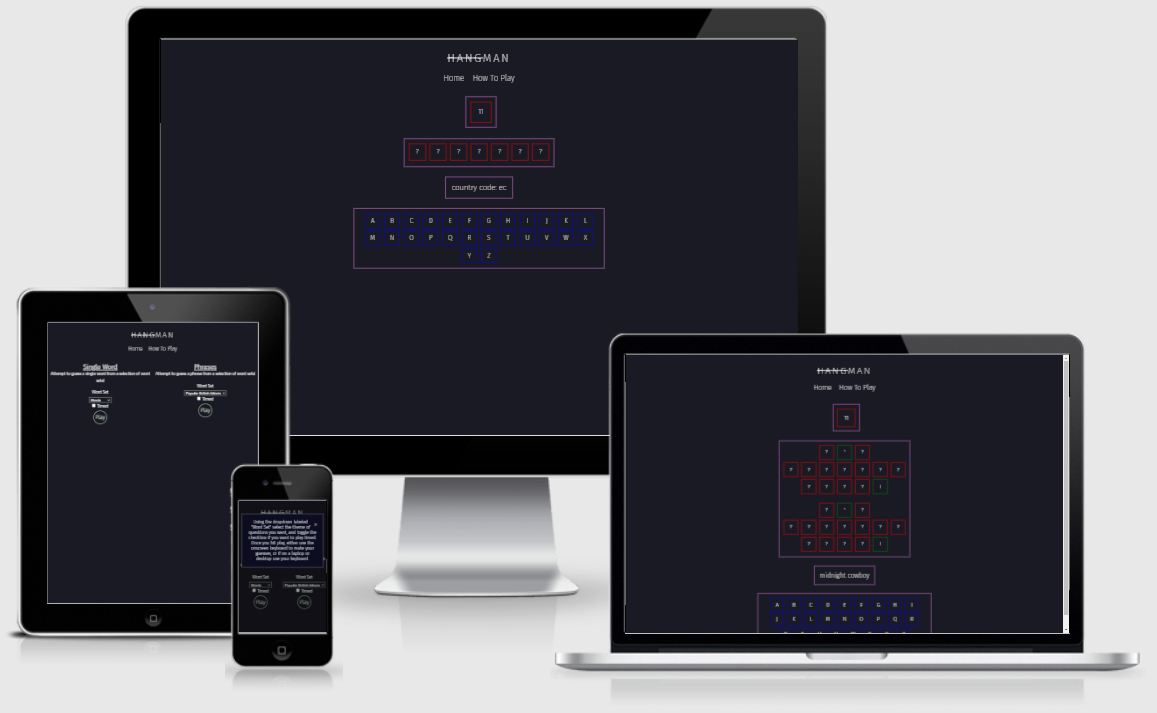 HANGMAN
Home How To Play
11
? ? ? ? ? ? ?
country code: ec
A B C D E F G H I J K L
M N O P Q R S T U V W X
Y Z
HANGMAN
Home How To Play
Single Word
Attempt to guess a single word from a selection of word
sets!
Word Set
Movie
Timed
Play
Phrases
Attempt to guess a phrase from a selection of word sets!
Word Set
Popular British Idioms
Timed
Play
HANGMAN
Using the dropdown labeled
"Word Set" select the theme of
questions you want, and toggle the
checkbox if you want to play timed.
Once you hit play, either use the
onscreen keyboard to make your
guesses, or if on a laptop or
desktop use your keyboard
Word Set
Timed
Play
Word Set
Popular British Idioms
Timed
Play
HANGMAN
Home How To Play
11
? ' ?
? ? ? ? ? ? ?
? ? ? ? !
? ' ?
? ? ? ? ? ? ?
? ? ? ? !
midnight cowboy
A B C D E F G H I
J K L M N O P Q R